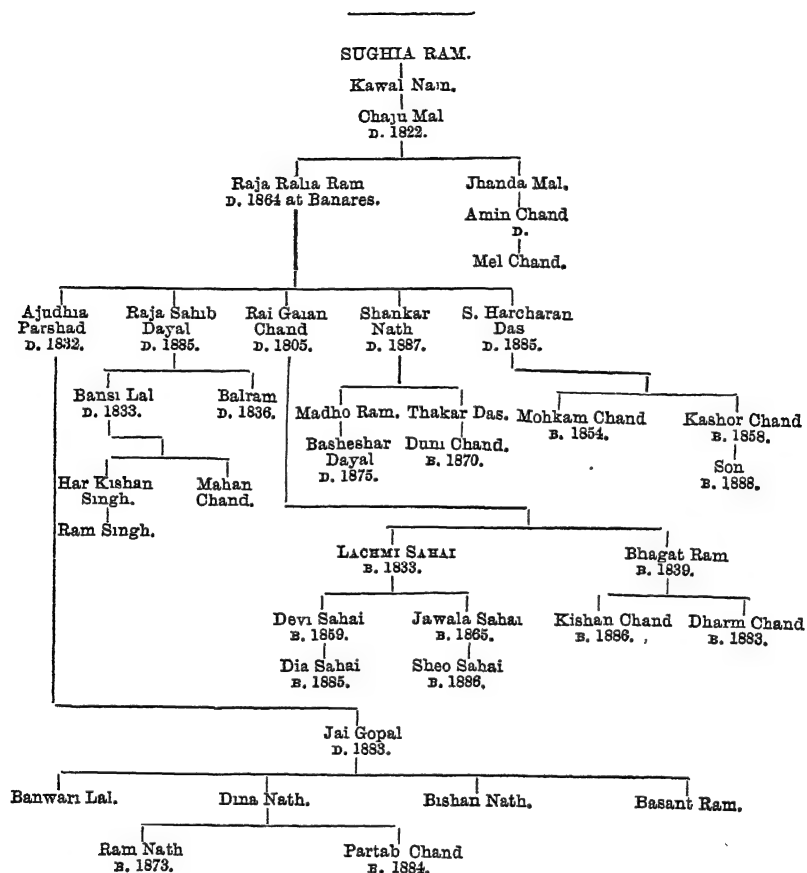 SUGHIA RAM.
Kawal Nain.
Chaju Mal
D. 1822.
Raja Ralia Ram
D. 1864 at Banares.
Jhanda Mal.
Amin Chand
D.
Mel Chand.
Ajudhia
Parshad
D. 1832.
Raja Sahib
Dayal
D. 1885.
Rai Gaian
Chand
D. 1805.
Shankar
Nath
D. 1887.
S. Harcharan
Das
D. 1885.
Bansi Lal
D. 1833.
Balram
D. 1836.
Madho Ram.
Thakar Das.
Mohkam Chand
B. 1854.
Kashor Chand
B. 1858.
Basheshar
Dayal
D. 1875.
Duni Chand.
B. 1870.
Son
B. 1888.
Har Kishan
Singh.
Mahan
Chand.
Ram Singh.
LACHMI SAHAI
B. 1833.
Bhagat Ram
B. 1839.
Devi Sahai
B. 1859.
Jawala Sahai
B. 1865.
Kishan Chand
B. 1886.
Dharm Chand
B. 1883.
Dia Sahai
B. 1885.
Sheo Sahai
B. 1886.
Jai Gopal
D. 1883.
Banwari Lal.
Dina Nath.
Bishan Nath.
Basant Ram.
Ram Nath
B. 1873.
Partab Chand
B. 1884.